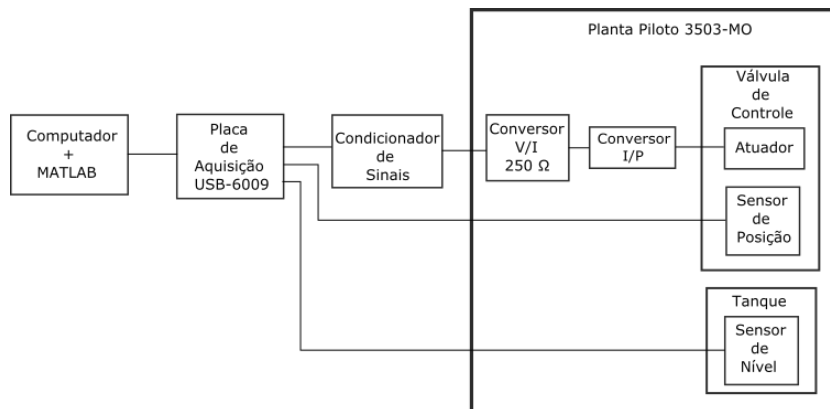 Planta Piloto 3503-MO
Computador
+
MATLAB
Placa
de
Aquisição
USB-6009
Condicionador
de
Sinais
Conversor
V/I
250 Ω
Conversor
I/P
Válvula
de
Controle
Atuador
Sensor
de
Posição
Tanque
Sensor
de
Nível